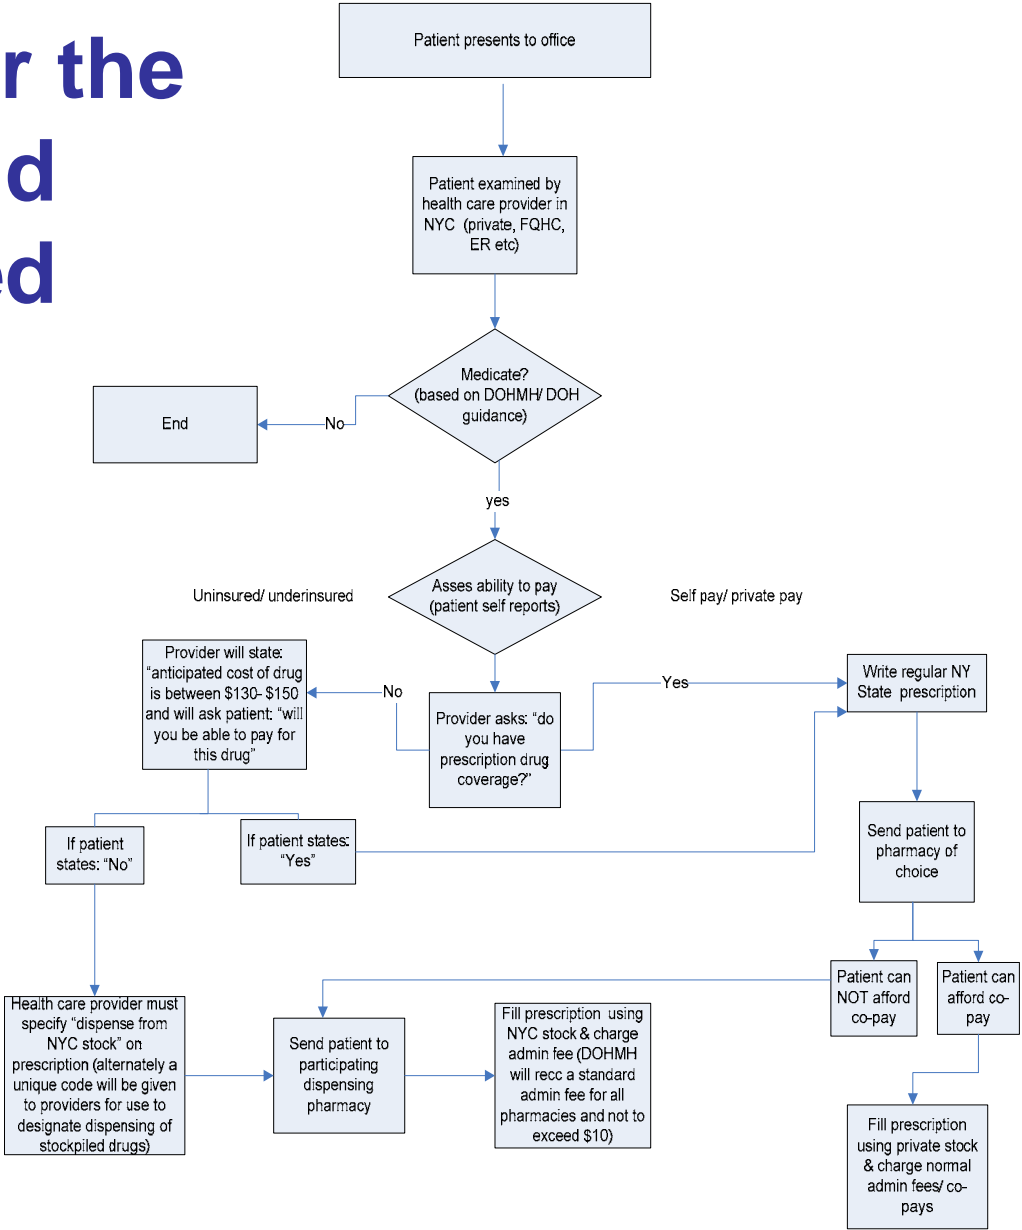 r the
d
ed
Patient presents to office
Patient examined by
health care provider in
NYC (private, FQHC,
ER etc)
Medicate?
(based on DOHMH/ DOH
guidance)
No
End
yes
Asses ability to pay
(patient self reports)
Uninsured/ underinsured
Self pay/ private pay
Provider will state:
“anticipated cost of drug
is between $130- $150
and will ask patient: “will
you be able to pay for
this drug”
No
Provider asks: “do
you have
prescription drug
coverage?”
Yes
Write regular NY
State prescription
If patient
states: “No”
If patient states:
“Yes”
Send patient to
pharmacy of
choice
Patient can
NOT afford
co-pay
Patient can
afford co-
pay
Health care provider must
specify “dispense from
NYC stock” on
prescription (alternately a
unique code will be given
to providers for use to
designate dispensing of
stockpiled drugs)
Send patient to
participating
dispensing
pharmacy
Fill prescription using
NYC stock & charge
admin fee (DOHMH
will recc a standard
admin fee for all
pharmacies and not to
exceed $10)
Fill prescription
using private stock
& charge normal
admin fees/ co-
pays